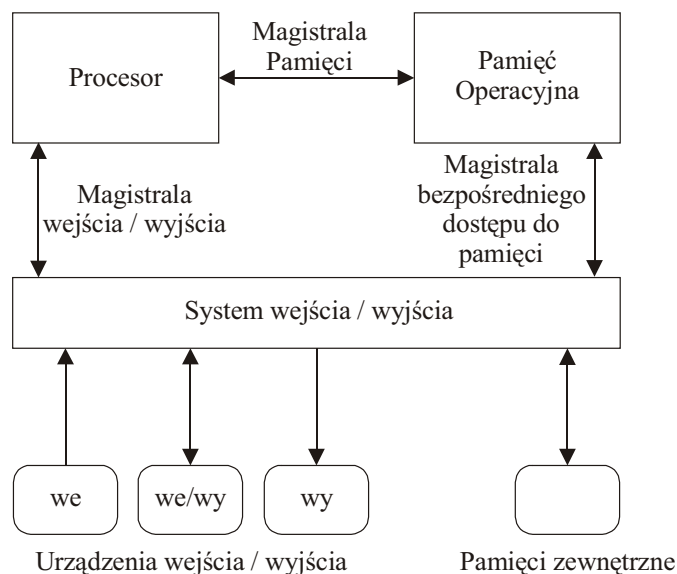 Procesor
Magistrala
Pamięci
Pamięć
Operacyjna
Magistrala
wejścia / wyjścia
Magistrala
bezpośredniego
dostępu do
pamięci
System wejścia / wyjścia
we
we/wy
wy
Urządzenia wejścia / wyjścia
Pamięci zewnętrzne